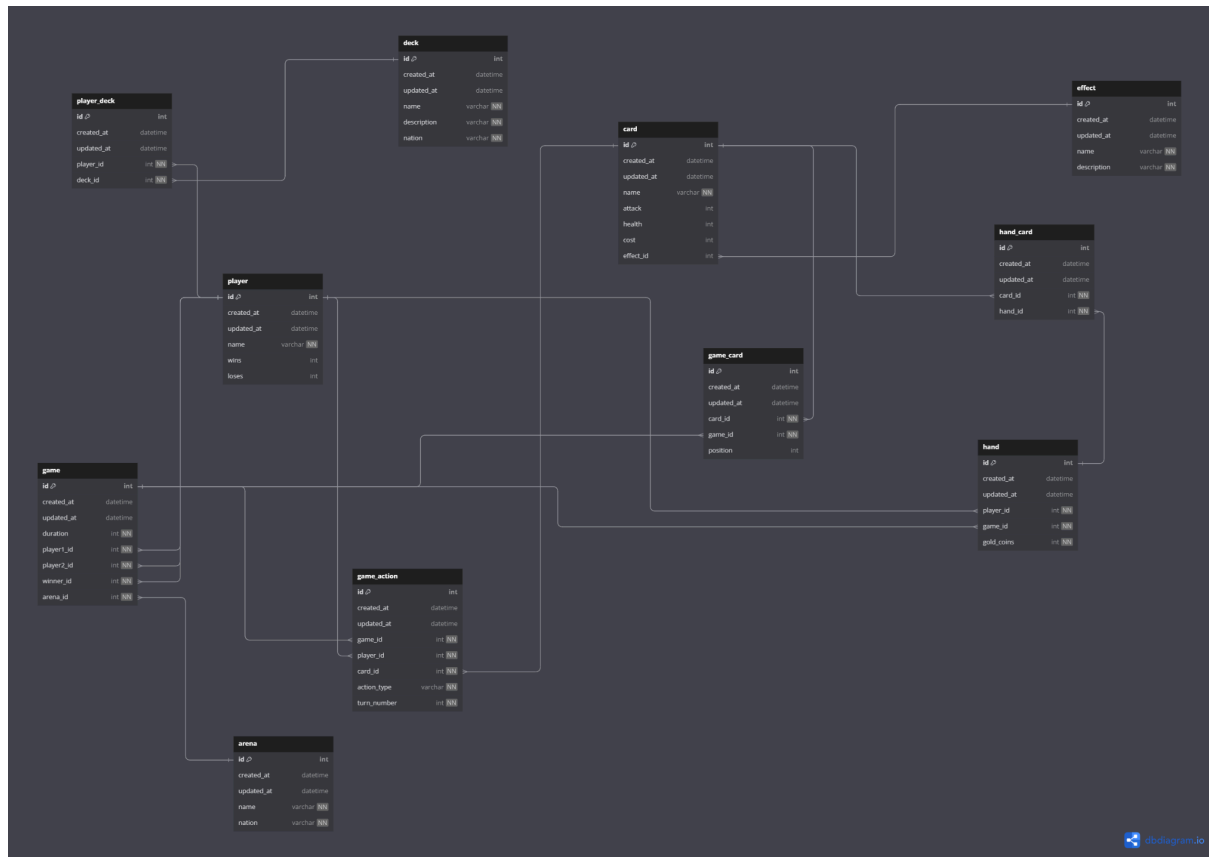 deck
id int
created_at datetime
updated_at datetime
name varchar NN
description varchar NN
nation varchar NN
player_deck
id int
created_at datetime
updated_at datetime
player_id int NN
deck_id int NN
effect
id int
created_at datetime
updated_at datetime
name varchar NN
description varchar NN
card
id int
created_at datetime
updated_at datetime
name varchar NN
attack int
health int
cost int
effect_id int
hand_card
id int
created_at datetime
updated_at datetime
card_id int NN
hand_id int NN
player
id int
created_at datetime
updated_at datetime
name varchar NN
wins int
loses int
game_card
id int
created_at datetime
updated_at datetime
card_id int NN
game_id int NN
position int
hand
id int
created_at datetime
updated_at datetime
player_id int NN
game_id int NN
gold_coins int NN
game
id int
created_at datetime
updated_at datetime
duration int NN
player1_id int NN
player2_id int NN
winner_id int NN
arena_id int NN
game_action
id int
created_at datetime
updated_at datetime
game_id int NN
player_id int NN
card_id int NN
action_type varchar NN
turn_number int NN
arena
id int
created_at datetime
updated_at datetime
name varchar NN
nation varchar NN
dbdiagram.io